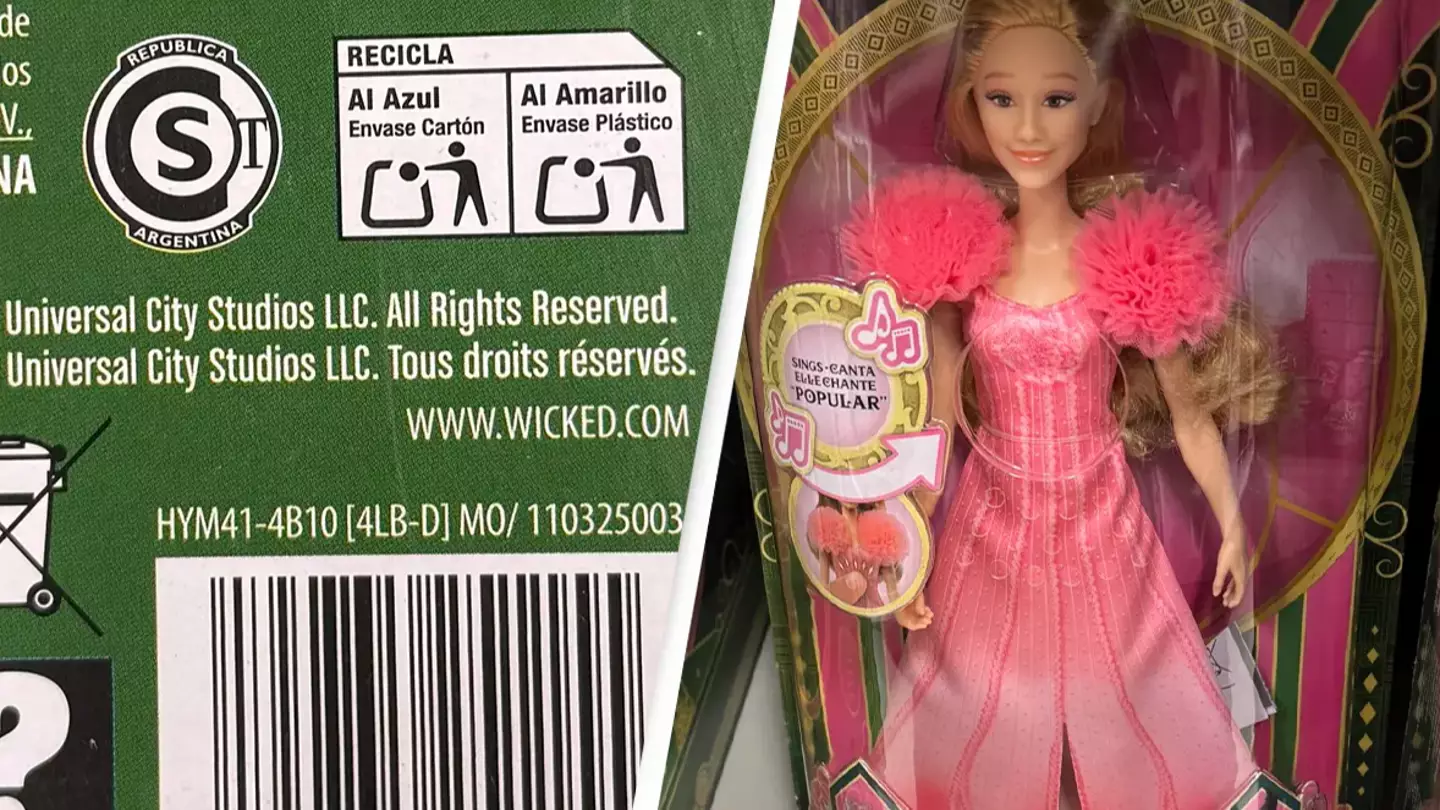 de
os
V.,
NA
REPUBLICA
S
T
ARGENTINA
RECICLA
Al Azul
Envase Cartón
Al Amarillo
Envase Plástico
Universal City Studios LLC. All Rights Reserved.
Universal City Studios LLC. Tous droits réservés.
WWW.WICKED.COM
HYM41-4B10 [4LB-D] MO/ 110325003
?
SINGS-CANTA
ELLE CHANTE
"POPULAR"